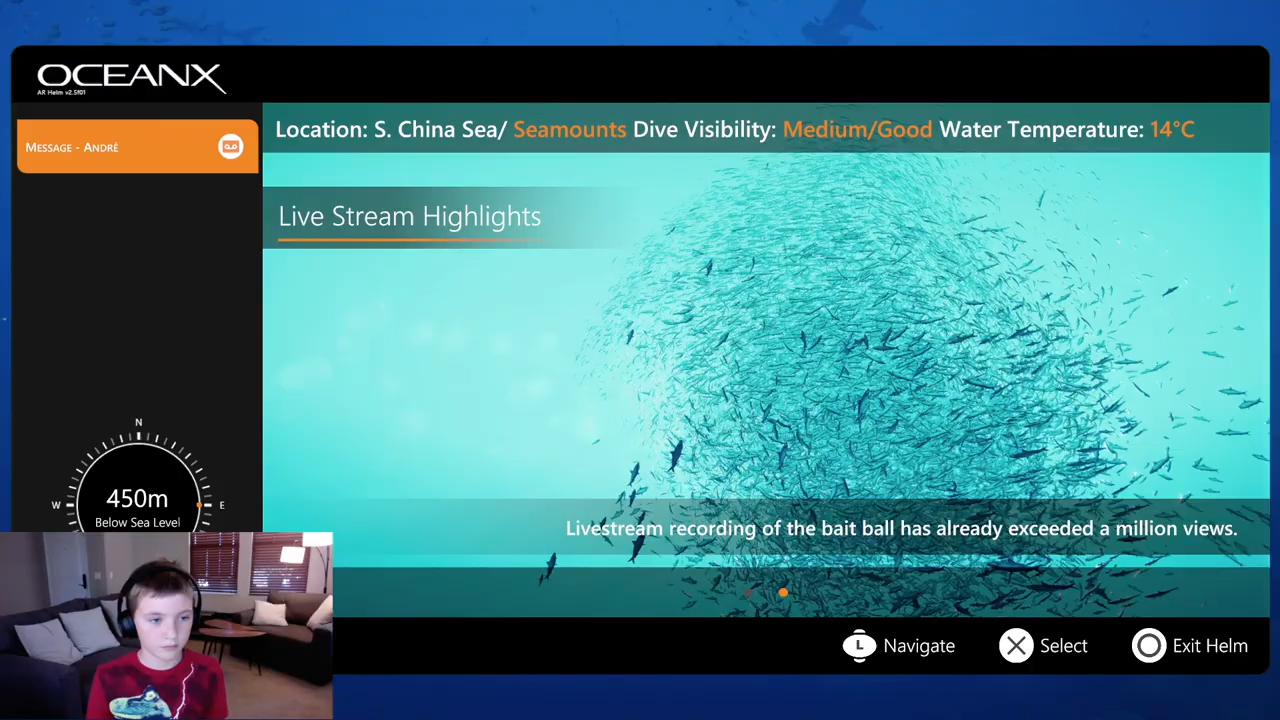 OCEANX
AR Helm v2.5f01
Location: S. China Sea/ Seamounts Dive Visibility: Medium/Good Water Temperature: 14°C
Message - André
Live Stream Highlights
N
W
E
450m
Below Sea Level
Livestream recording of the bait ball has already exceeded a million views.
L Navigate
Select
Exit Helm